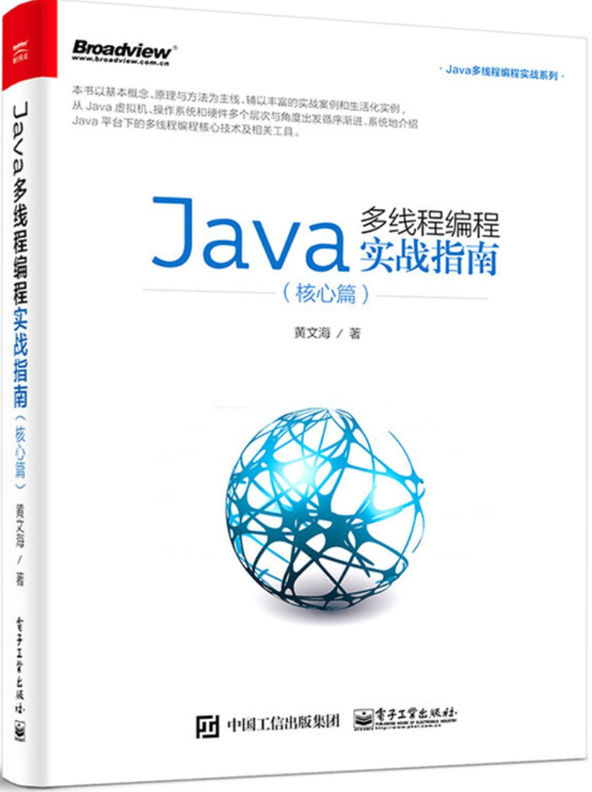 Broadview®
www.broadview.com.cn
·Java多线程编程实战系列·
本书以基本概念、原理与方法为主线,辅以丰富的实战案例和生活化实例,
从 Java 虚拟机、操作系统和硬件多个层次与角度出发循序渐进、系统地介绍
Java 平台下的多线程编程核心技术及相关工具。
Java 多线程编程
实战指南
(核心篇)
黄文海 / 著
中国工信出版集团
电子工业出版社·
PUBLISHING HOUSE OF ELECTRONICS INDUSTRY
Java多线程编程实战指南(核心篇)
黄文海 / 著
电子工业出版社·